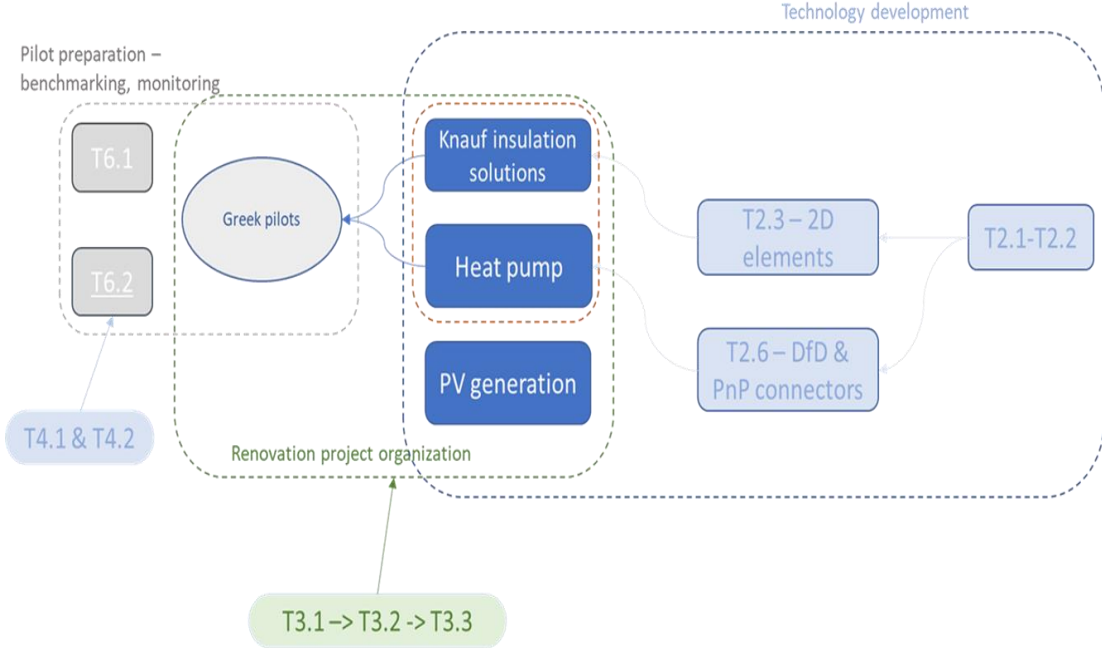 Technology development
Pilot preparation –
benchmarking, monitoring
T6.1
Knauf insulation
solutions
Greek pilots
T2.3 – 2D
elements
T2.1-T2.2
T6.2
Heat pump
T2.6 – DfD &
PnP connectors
PV generation
T4.1 & T4.2
Renovation project organization
T3.1 –> T3.2 -> T3.3